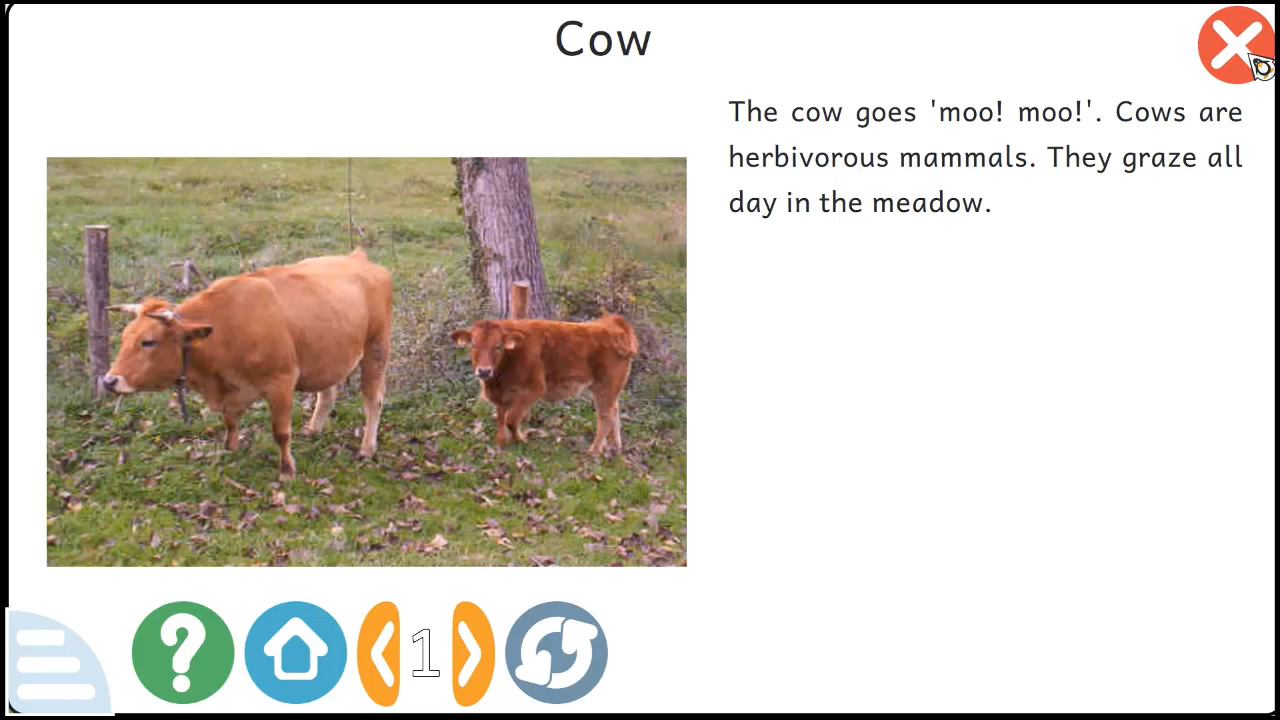 Cow
The cow goes 'moo! moo!'. Cows are
herbivorous mammals. They graze all
day in the meadow.
?
1